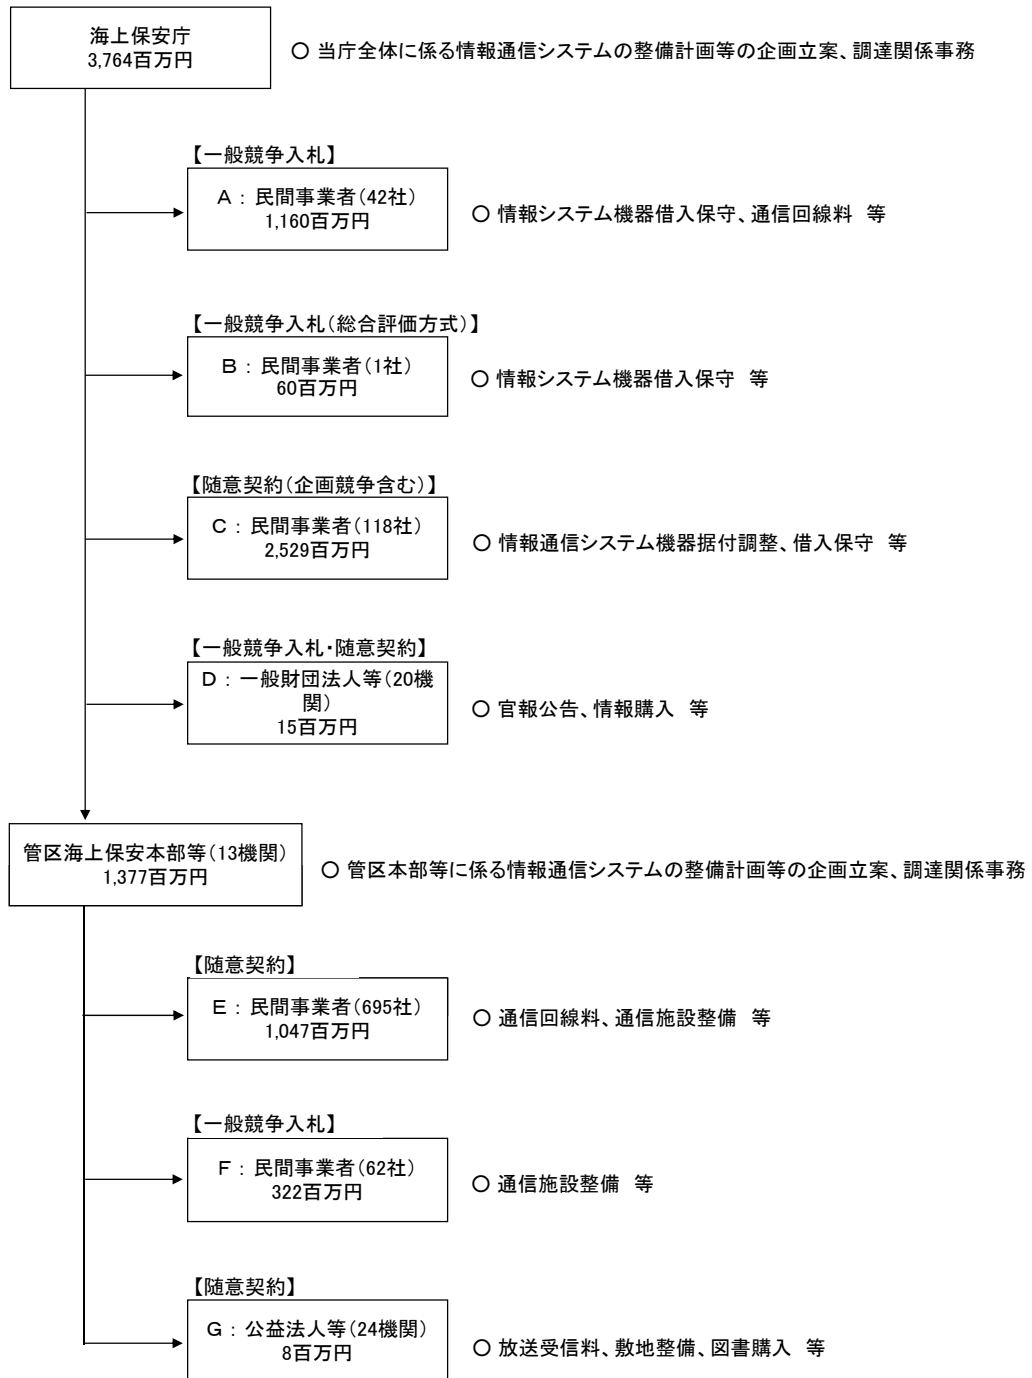 海上保安庁
3,764百万円
○ 当庁全体に係る情報通信システムの整備計画等の企画立案、調達関係事務
【一般競争入札】
A : 民間事業者(42社)
1,160百万円
○ 情報システム機器借入保守、通信回線料 等
【一般競争入札(総合評価方式)】
B : 民間事業者(1社)
60百万円
○ 情報システム機器借入保守 等
【随意契約(企画競争含む)】
C : 民間事業者(118社)
2,529百万円
○ 情報通信システム機器据付調整、借入保守 等
【一般競争入札・随意契約】
D : 一般財団法人等(20機
関)
15百万円
○ 官報公告、情報購入 等
管区海上保安本部等(13機関)
1,377百万円
○ 管区本部等に係る情報通信システムの整備計画等の企画立案、調達関係事務
【随意契約】
E : 民間事業者(695社)
1,047百万円
○ 通信回線料、通信施設整備 等
【一般競争入札】
F : 民間事業者(62社)
322百万円
○ 通信施設整備 等
【随意契約】
G : 公益法人等(24機関)
8百万円
○ 放送受信料、敷地整備、図書購入 等